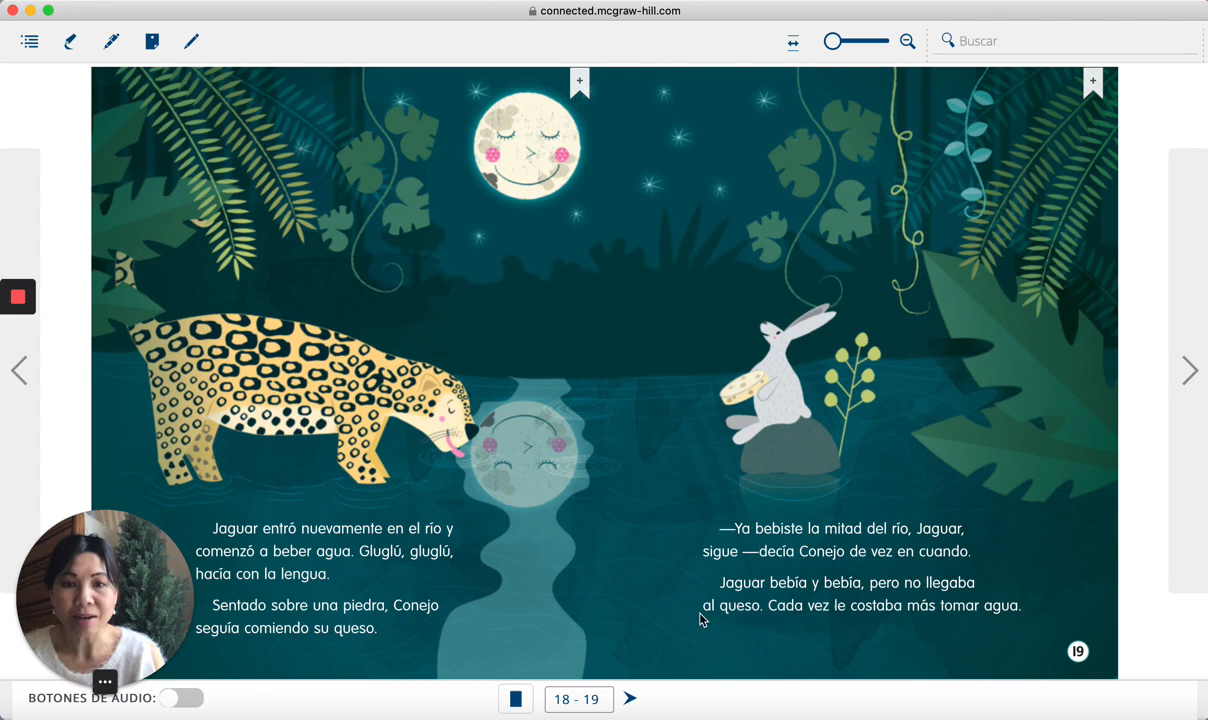 connected.mcgraw-hill.com
Buscar
Jaguar entró nuevamente en el río y
comenzó a beber agua. Gluglú, gluglú,
hacía con la lengua.
Sentado sobre una piedra, Conejo
seguía comiendo su queso.
—Ya bebiste la mitad del río, Jaguar,
sigue —decía Conejo de vez en cuando.
Jaguar bebía y bebía, pero no llegaba
al queso. Cada vez le costaba más tomar agua.
19
BOTONES DE AUDIO:
18 - 19